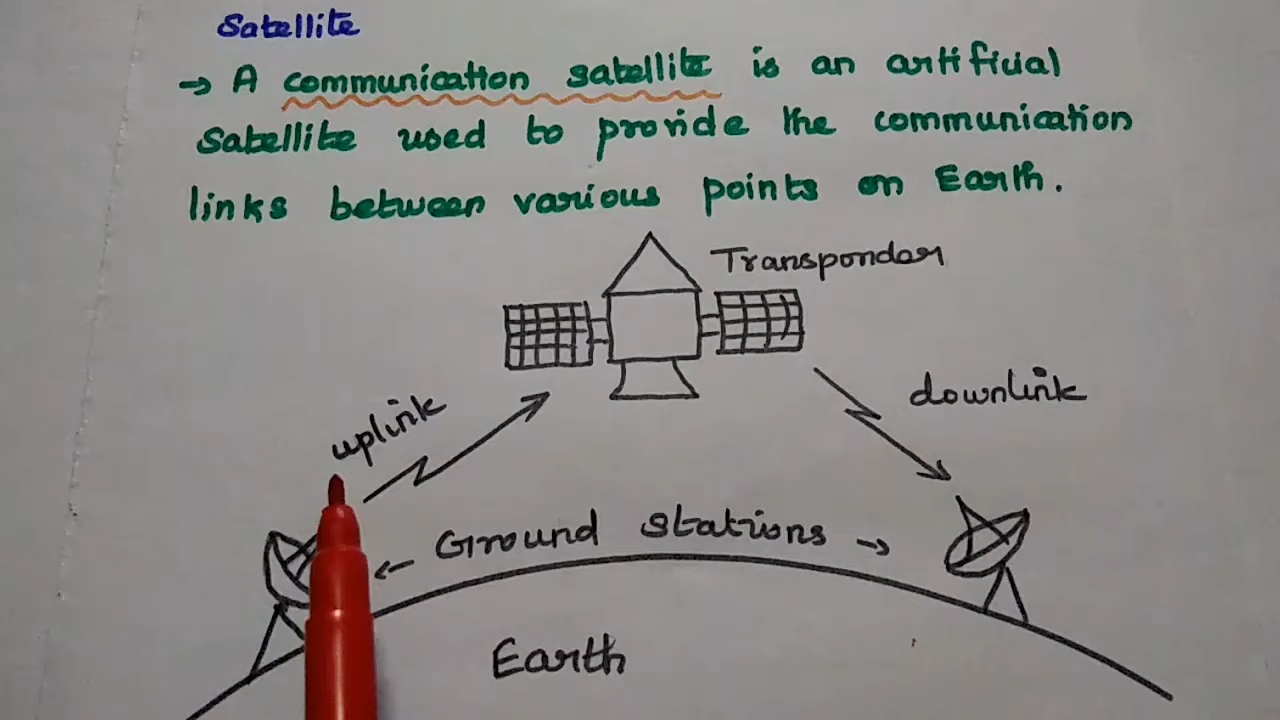 Satellite
→ A communication satellite is an artificial
satellite used to provide the communication
links between various points on Earth.
Transponder
uplink
downlink
← Ground stations →
Earth